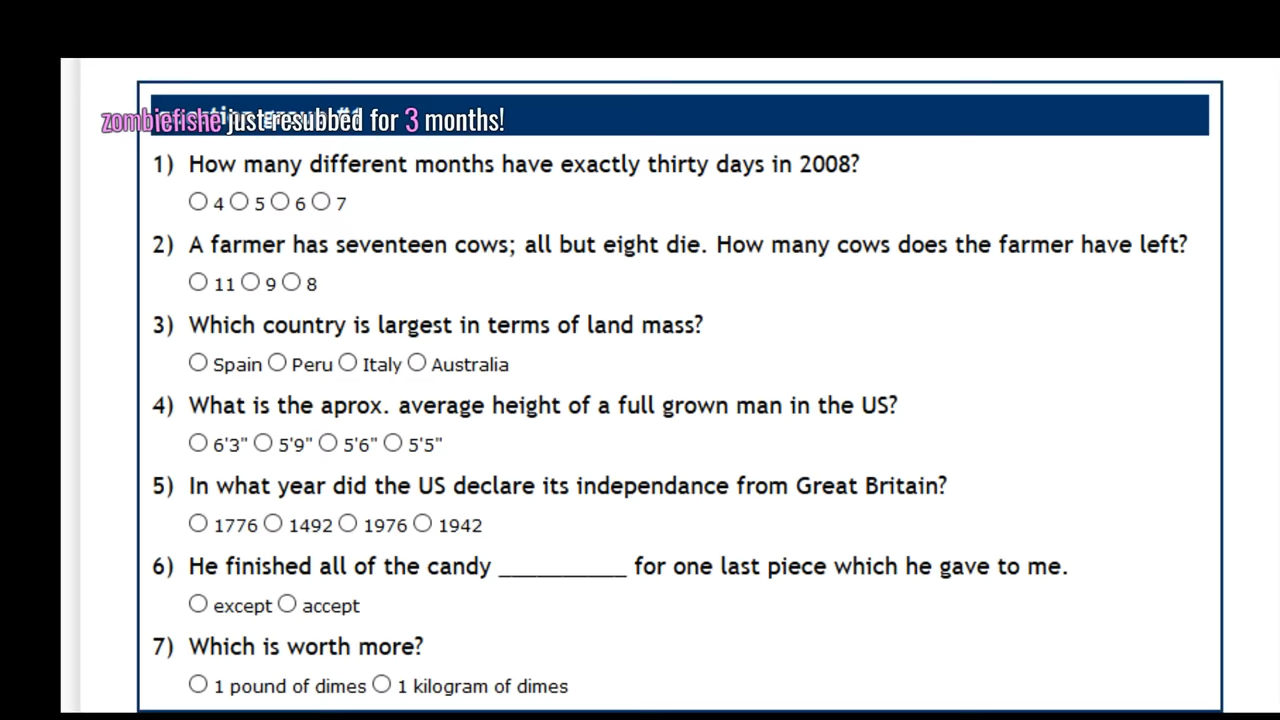 zombiefishe just resubbed for 3 months!
1) How many different months have exactly thirty days in 2008?
4 5 6 7
2) A farmer has seventeen cows; all but eight die. How many cows does the farmer have left?
11 9 8
3) Which country is largest in terms of land mass?
Spain Peru Italy Australia
4) What is the aprox. average height of a full grown man in the US?
6'3" 5'9" 5'6" 5'5"
5) In what year did the US declare its independance from Great Britain?
1776 1492 1976 1942
6) He finished all of the candy __________ for one last piece which he gave to me.
except accept
7) Which is worth more?
1 pound of dimes 1 kilogram of dimes